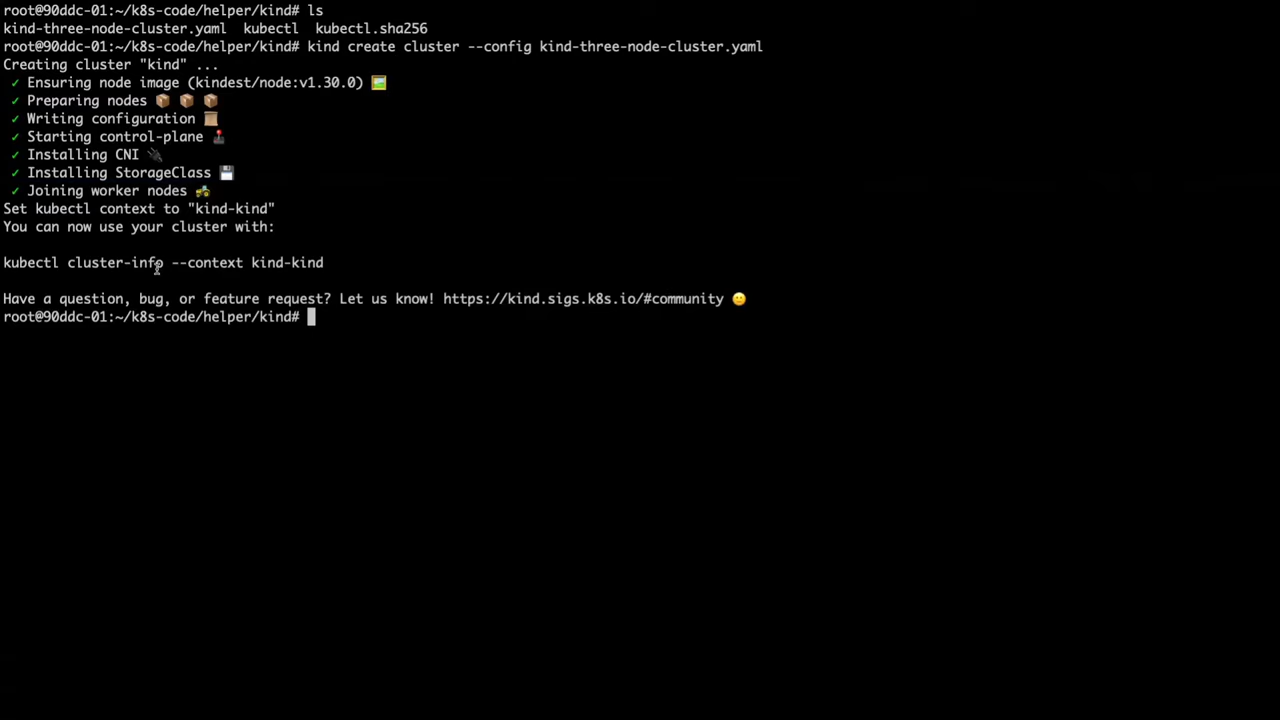 root@90ddc-01:~/k8s-code/helper/kind# ls
kind-three-node-cluster.yaml  kubectl  kubectl.sha256
root@90ddc-01:~/k8s-code/helper/kind# kind create cluster --config kind-three-node-cluster.yaml
Creating cluster "kind" ...
✓ Ensuring node image (kindest/node:v1.30.0) 🖼
✓ Preparing nodes 📦 📦 📦
✓ Writing configuration 📜
✓ Starting control-plane 🕹
✓ Installing CNI 🔌
✓ Installing StorageClass 💾
✓ Joining worker nodes 🚜
Set kubectl context to "kind-kind"
You can now use your cluster with:
kubectl cluster-info --context kind-kind
Have a question, bug, or feature request? Let us know! https://kind.sigs.k8s.io/#community 🙂
root@90ddc-01:~/k8s-code/helper/kind#